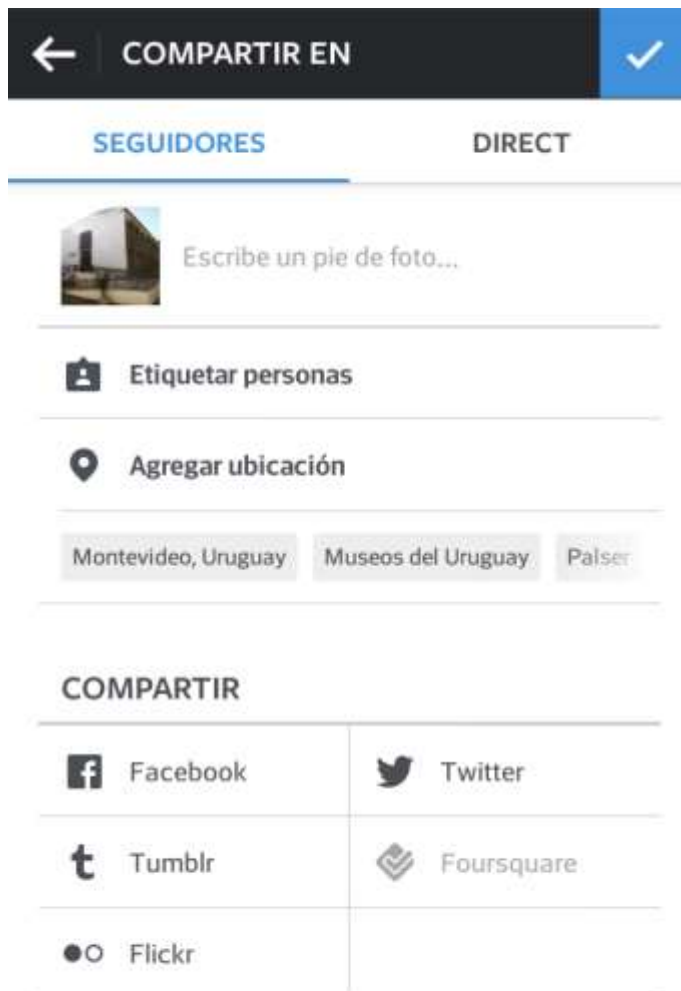 COMPARTIR EN
SEGUIDORES DIRECT
Escribe un pie de foto...
Etiquetar personas
Agregar ubicación
Montevideo, Uruguay Museos del Uruguay Palser
COMPARTIR
Facebook Twitter
Tumblr Foursquare
Flickr